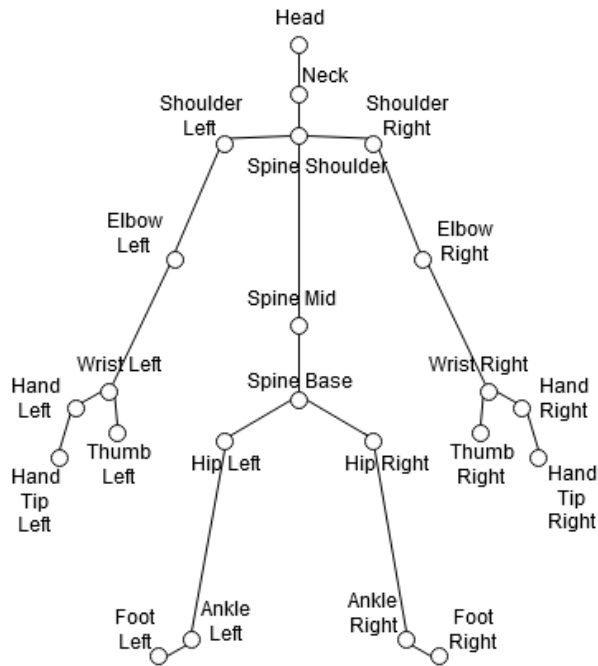 Head
Neck
Shoulder
Left
Shoulder
Right
Spine Shoulder
Elbow
Left
Elbow
Right
Spine Mid
Wrist Left
Wrist Right
Spine Base
Hand
Left
Hand
Right
Thumb
Left
Hip Left
Hip Right
Thumb
Right
Hand
Tip
Left
Hand
Tip
Right
Foot
Left
Ankle
Left
Ankle
Right
Foot
Right